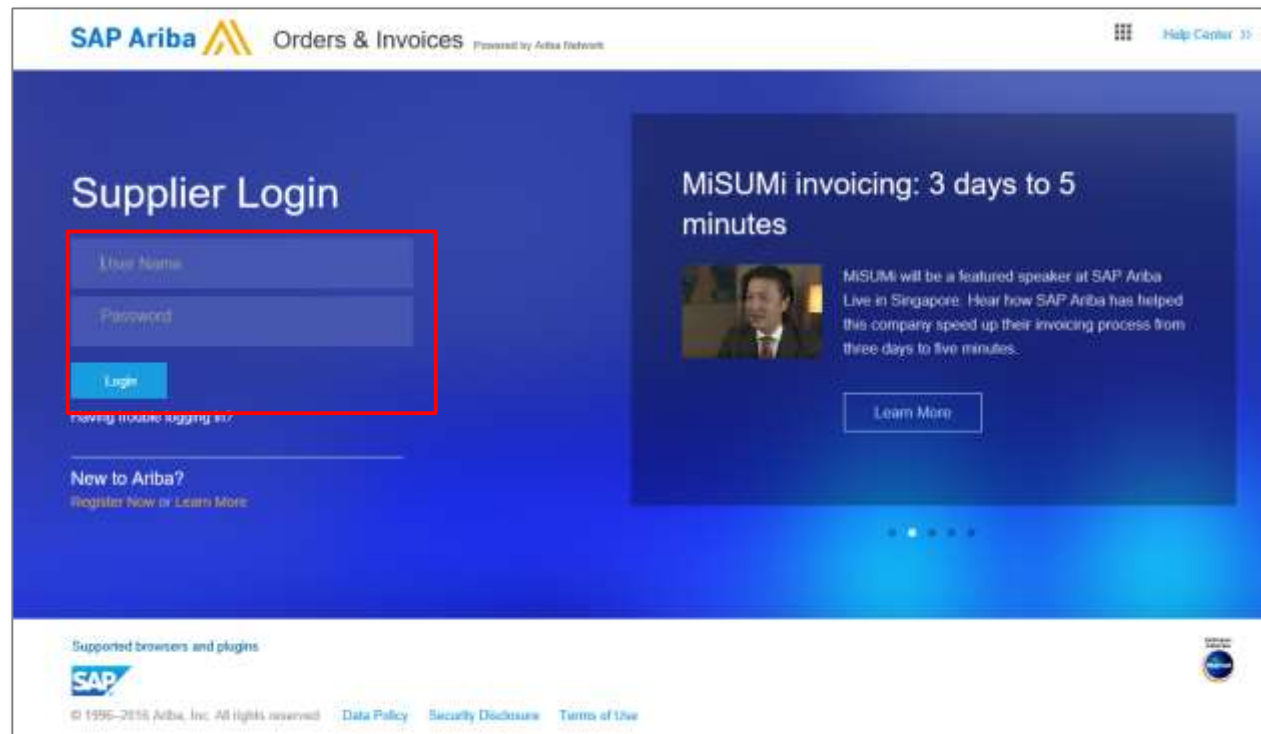 SAP Ariba Orders & Invoices Powered by Ariba Network
Help Center >>
Supplier Login
User Name
Password
Login
Having trouble logging in?
New to Ariba?
Register Now or Learn More
MiSUMi invoicing: 3 days to 5
minutes
MiSUMi will be a featured speaker at SAP Ariba
Live in Singapore. Hear how SAP Ariba has helped
this company speed up their invoicing process from
three days to five minutes.
Learn More
Supported browsers and plugins
SAP
© 1996–2016 Ariba, Inc. All rights reserved Data Policy Security Disclosure Terms of Use